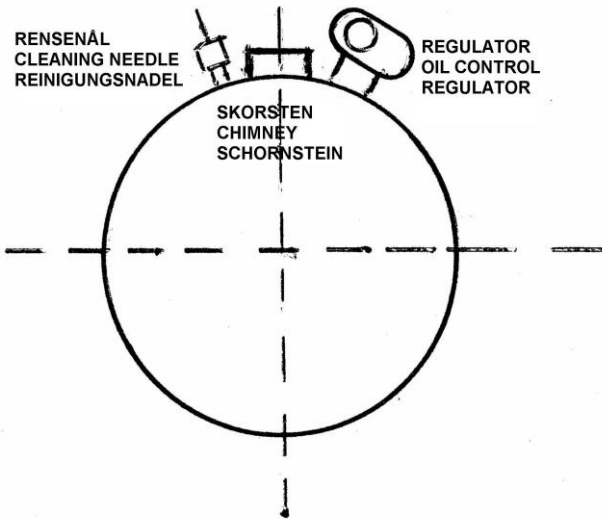 RENSENÅL
CLEANING NEEDLE
REINIGUNGSNADEL
REGULATOR
OIL CONTROL
REGULATOR
SKORSTEN
CHIMNEY
SCHORNSTEIN